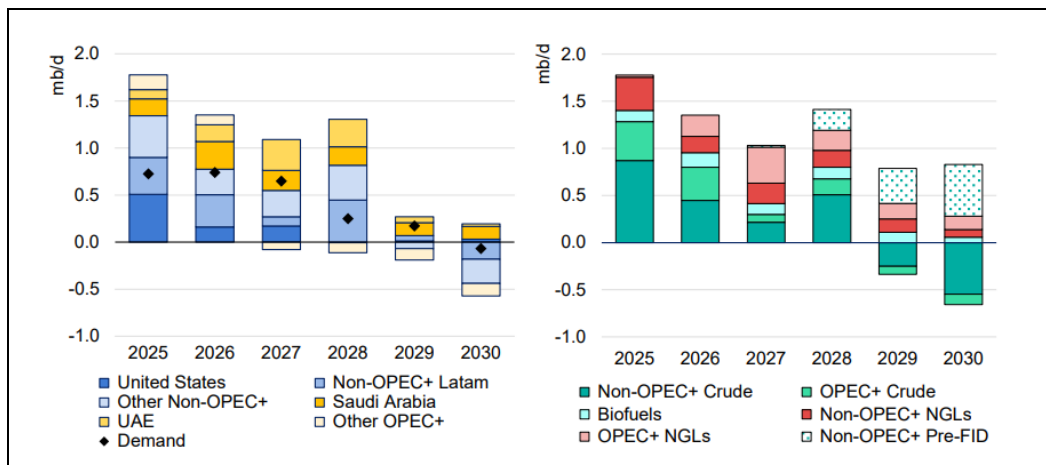 mb/d
2.0
1.5
1.0
0.5
0.0
-0.5
-1.0
2025 2026 2027 2028 2029 2030
United States Non-OPEC+ Latam
Other Non-OPEC+ Saudi Arabia
UAE Other OPEC+
Demand
mb/d
2.0
1.5
1.0
0.5
0.0
-0.5
-1.0
2025 2026 2027 2028 2029 2030
Non-OPEC+ Crude OPEC+ Crude
Biofuels Non-OPEC+ NGLs
OPEC+ NGLs Non-OPEC+ Pre-FID